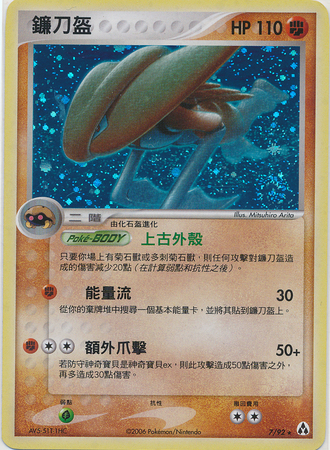 鐮刀盔
HP 110
Illus. Mitsuhiro Arita
二階
由化石盔進化
Poké-BODY 上古外殼
只要你場上有菊石獸或多刺菊石獸，則任何攻擊對鐮刀盔造
成的傷害減少20點（在計算弱點和抗性之後）。
能量流 30
從你的棄牌堆中搜尋一個基本能量卡，並將其貼到鐮刀盔上。
額外爪擊 50+
若防守神奇寶貝是神奇寶貝ex，則此攻擊造成50點傷害之外，
再多造成30點傷害。
弱點 抗性 撤回費用
©2006 Pokémon/Nintendo 7/92★